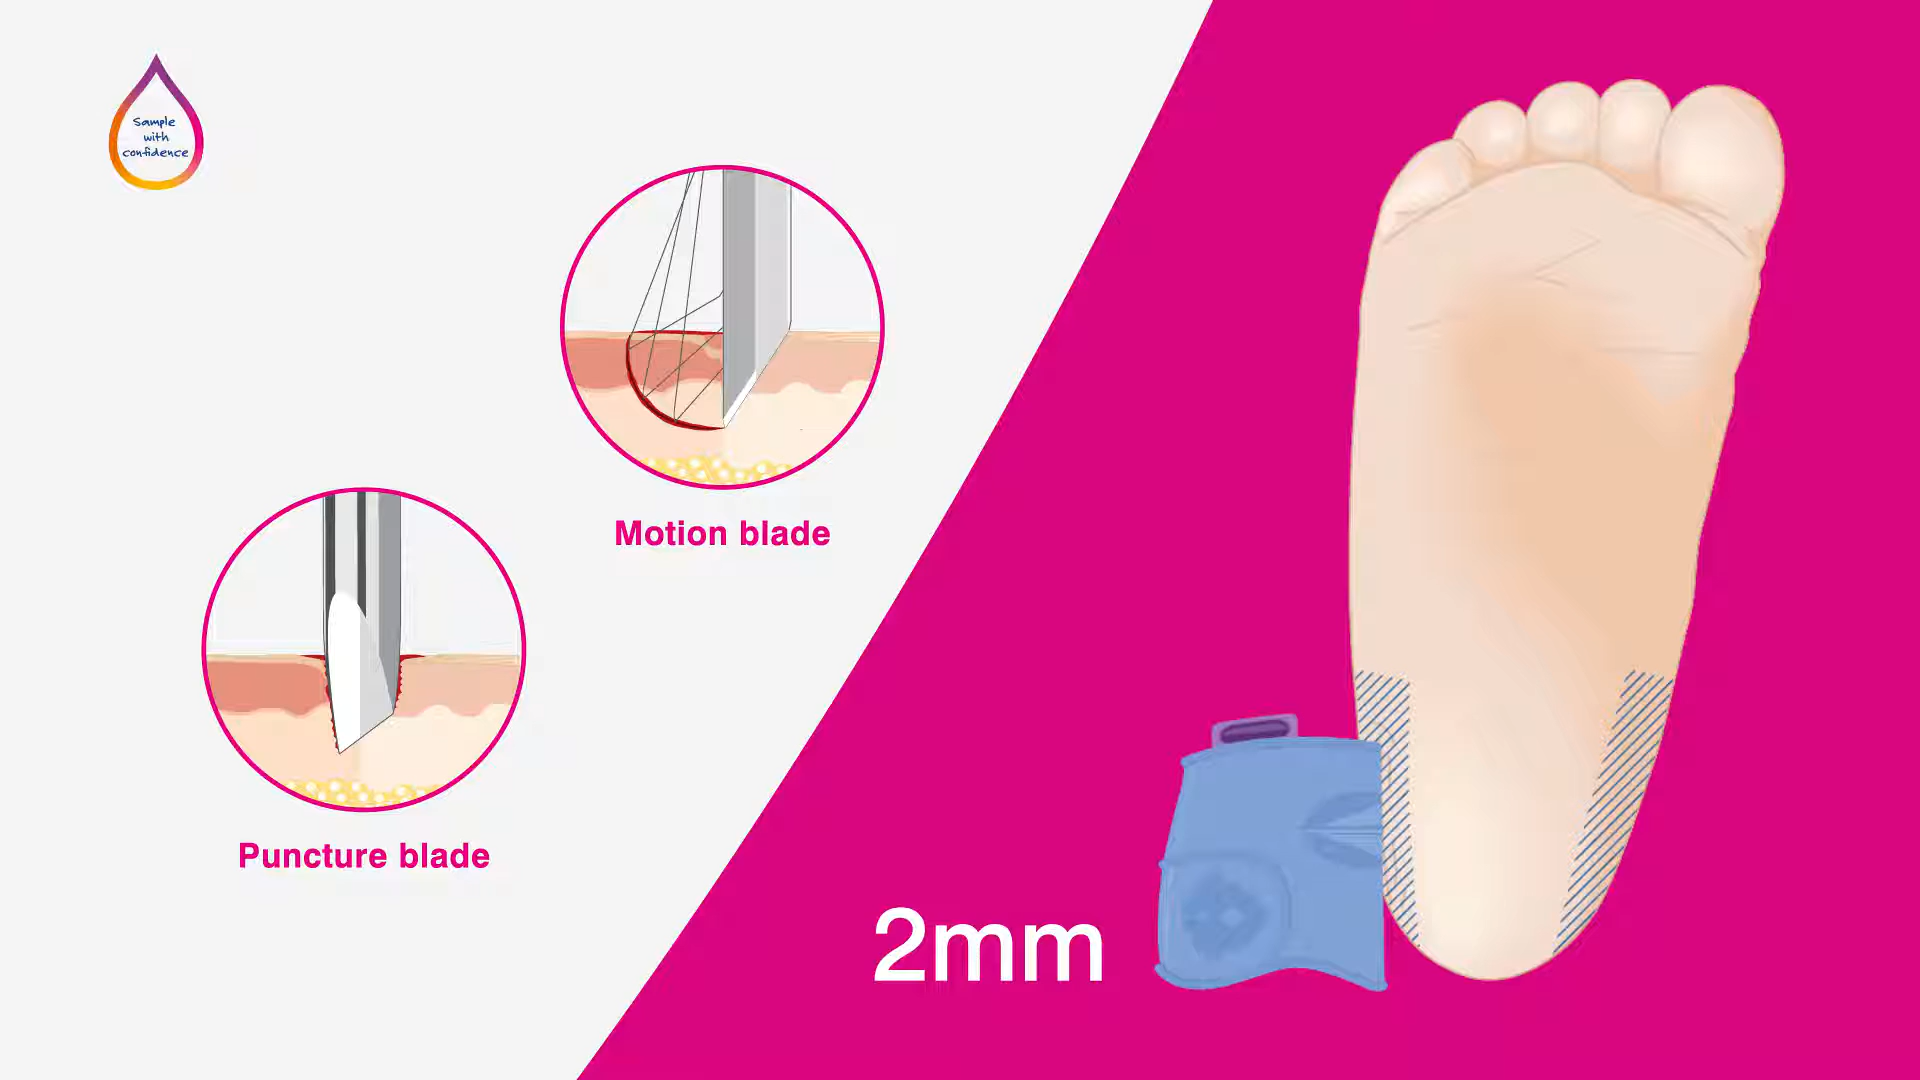 Sample
with
confidence
Motion blade
Puncture blade
2mm